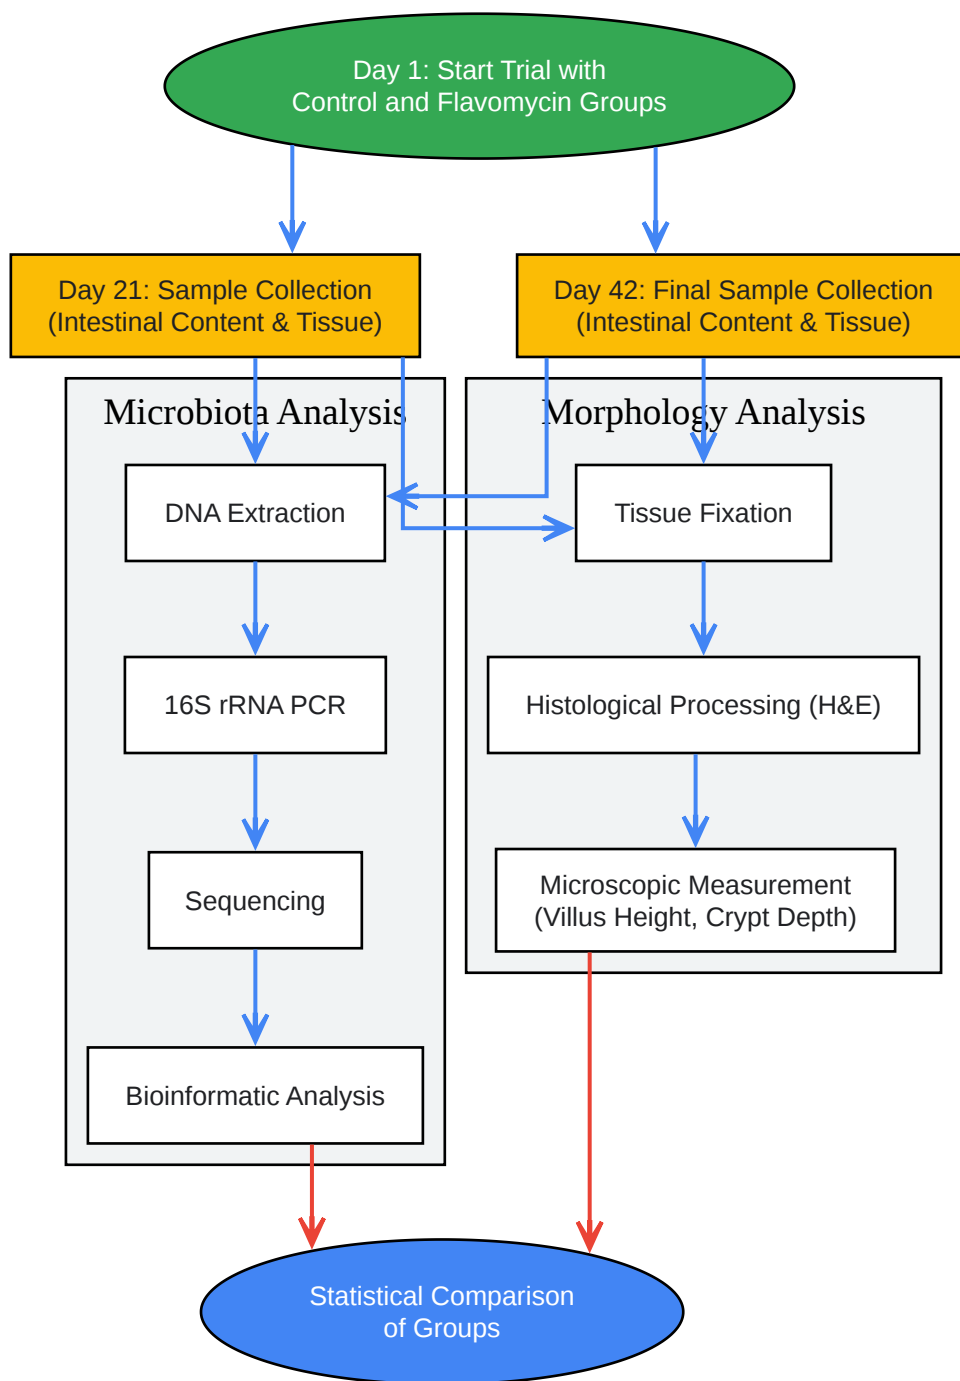 Day 1: Start Trial with
Control and Flavomycin Groups
Day 21: Sample Collection
(Intestinal Content & Tissue)
Day 42: Final Sample Collection
(Intestinal Content & Tissue)
Microbiota Analysis
Morphology Analysis
DNA Extraction
Tissue Fixation
16S rRNA PCR
Histological Processing (H&E)
Sequencing
Microscopic Measurement
(Villus Height, Crypt Depth)
Bioinformatic Analysis
Statistical Comparison
of Groups